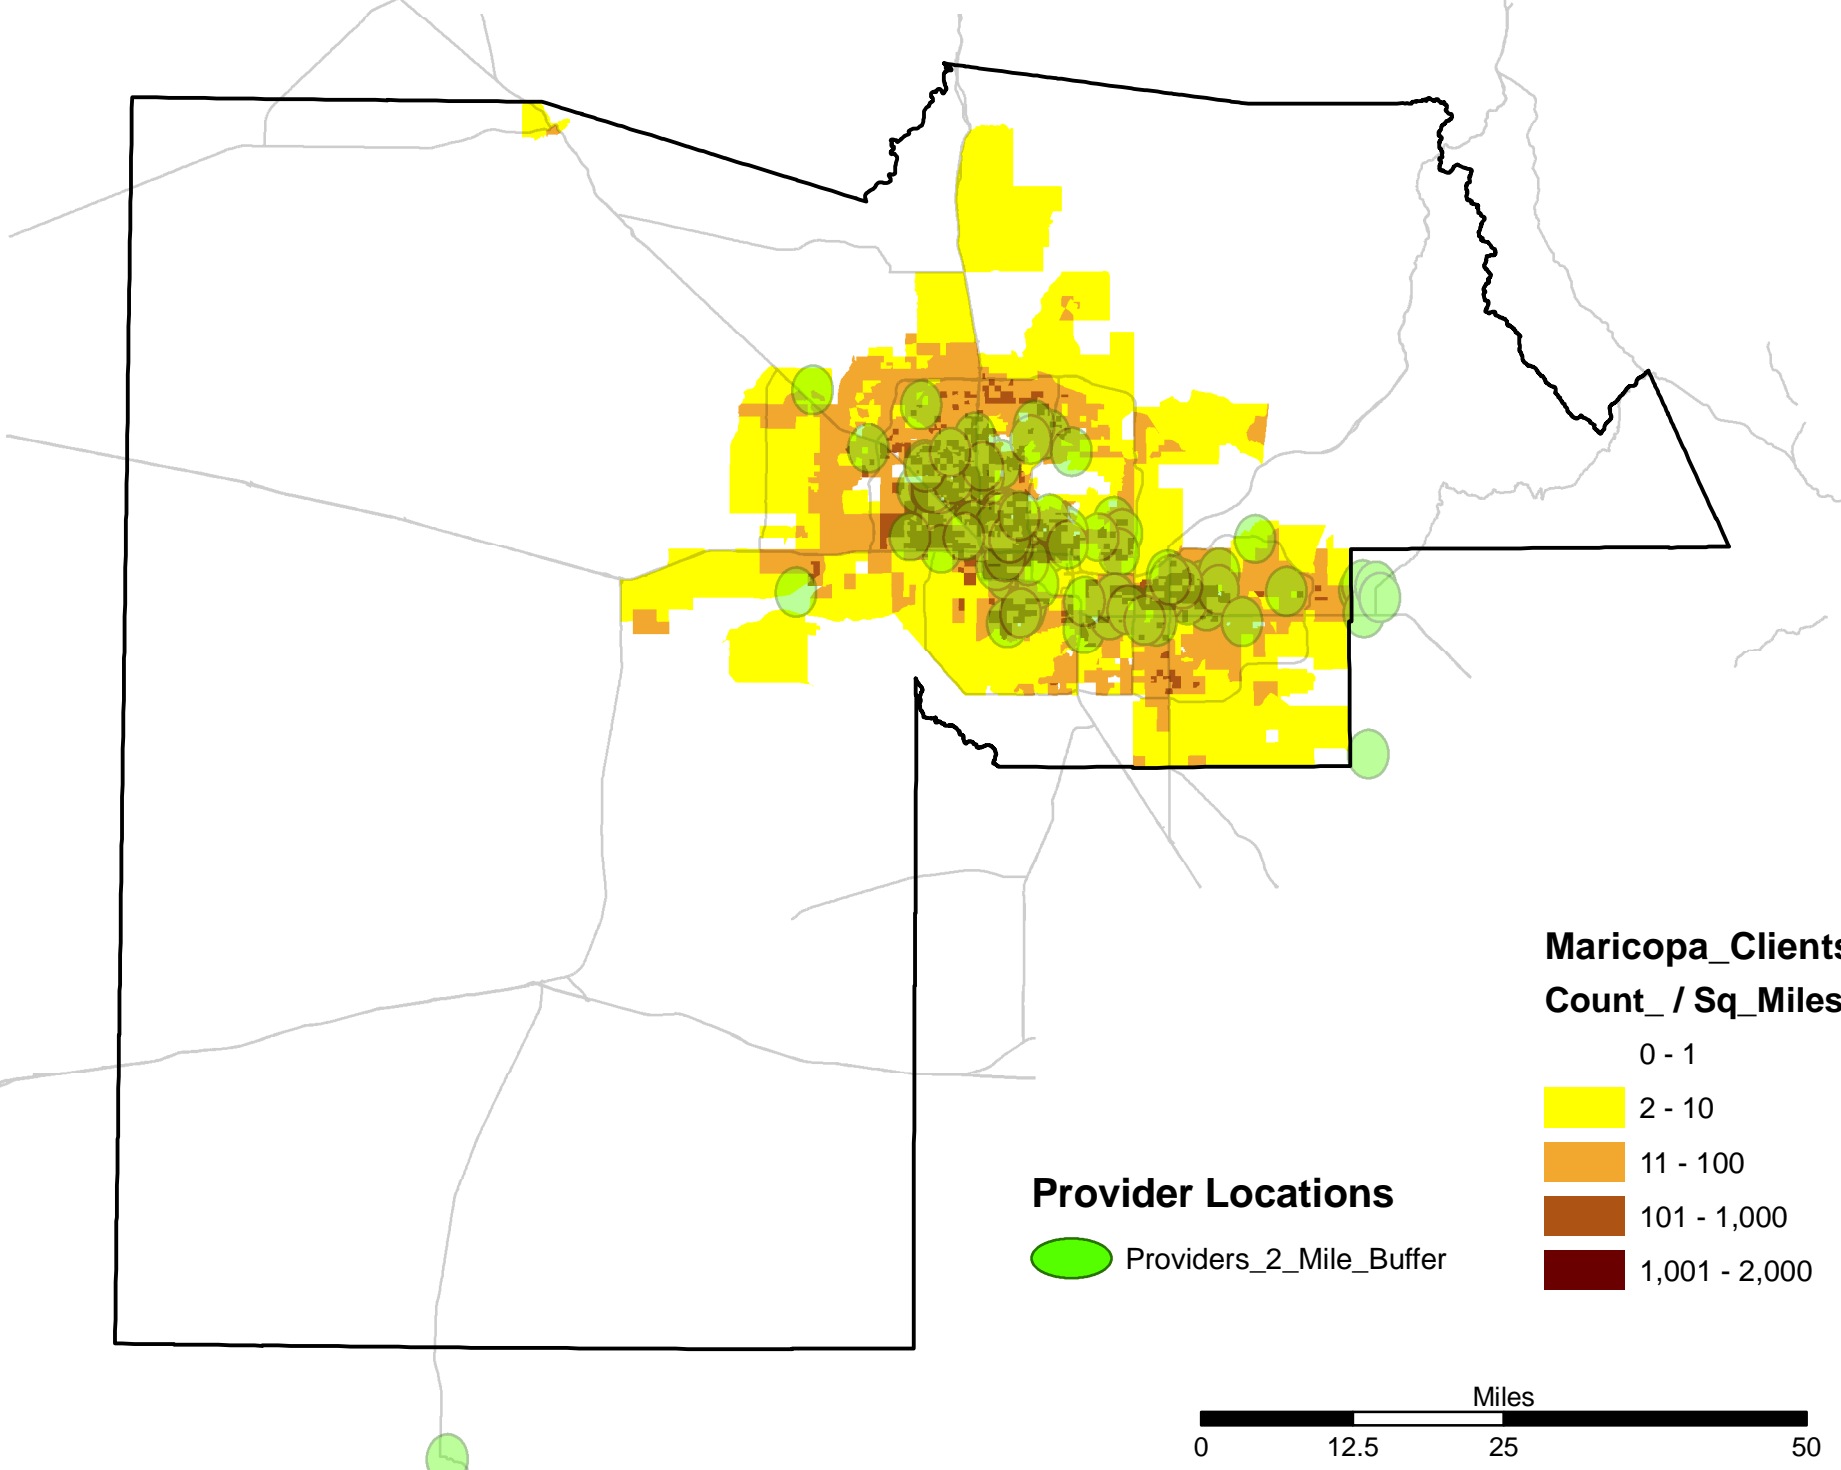 Maricopa_Clients
Count_ / Sq_Miles
0 - 1
2 - 10
11 - 100
101 - 1,000
1,001 - 2,000
Provider Locations
Providers_2_Mile_Buffer
Miles
0 12.5 25 50